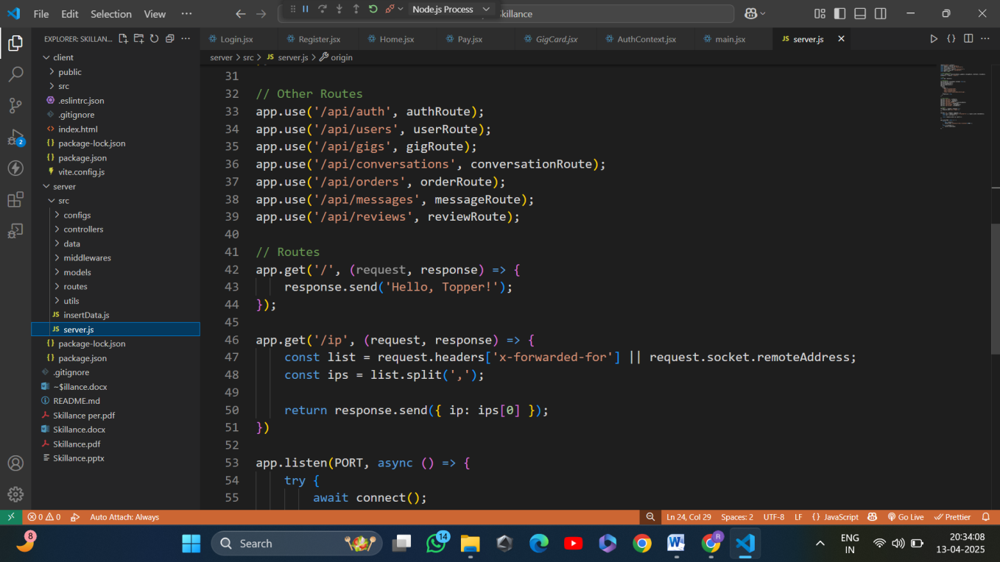 File Edit Selection View ··· Node.js Process Skillance
EXPLORER: SKILLAN... Login.jsx Register.jsx Home.jsx Pay.jsx GigCard.jsx AuthContext.jsx main.jsx JS server.js
server > src > JS server.js > origin
client
public
src
.eslintrc.json
.gitignore
index.html
package-lock.json
package.json
vite.config.js
server
src
configs
controllers
data
middlewares
models
routes
utils
JS insertData.js
JS server.js
package-lock.json
package.json
.gitignore
~$illance.docx
README.md
Skillance per.pdf
Skillance.docx
Skillance.pdf
Skillance.pptx
2
31
32 // Other Routes
33 app.use('/api/auth', authRoute);
34 app.use('/api/users', userRoute);
35 app.use('/api/gigs', gigRoute);
36 app.use('/api/conversations', conversationRoute);
37 app.use('/api/orders', orderRoute);
38 app.use('/api/messages', messageRoute);
39 app.use('/api/reviews', reviewRoute);
40
41 // Routes
42 app.get('/', (request, response) => {
43 response.send('Hello, Topper!');
44 });
45
46 app.get('/ip', (request, response) => {
47 const list = request.headers['x-forwarded-for'] || request.socket.remoteAddress;
48 const ips = list.split(',');
49
50 return response.send({ ip: ips[0] });
51 })
52
53 app.listen(PORT, async () => {
54 try {
55 await connect();
0 0 Auto Attach: Always Ln 24, Col 29 Spaces: 2 UTF-8 LF {} JavaScript Go Live Prettier
8 Search 14 R ENG IN 20:34:08 13-04-2025